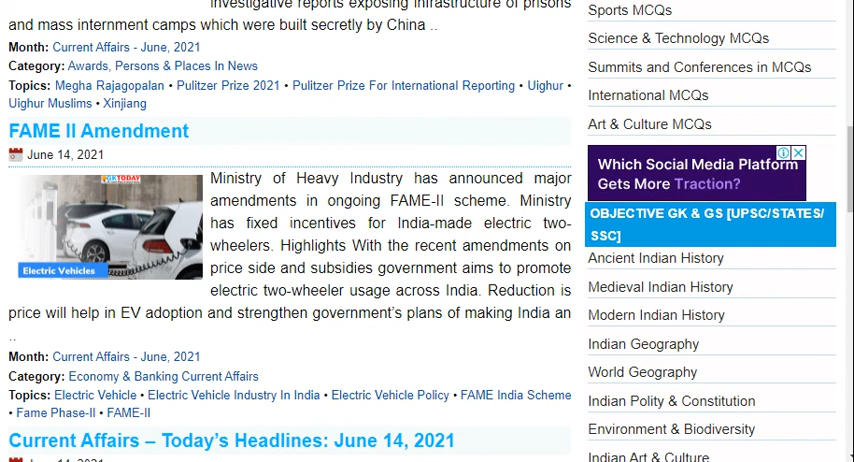 investigative reports exposing infrastructure of prisons
and mass internment camps which were built secretly by China ..
Month: Current Affairs - June, 2021
Category: Awards, Persons & Places In News
Topics: Megha Rajagopalan • Pulitzer Prize 2021 • Pulitzer Prize For International Reporting • Uighur •
Uighur Muslims • Xinjiang
FAME II Amendment
June 14, 2021
GKTODAY
Electric Vehicles
Ministry of Heavy Industry has announced major
amendments in ongoing FAME-II scheme. Ministry
has fixed incentives for India-made electric two-
wheelers. Highlights With the recent amendments on
price side and subsidies government aims to promote
electric two-wheeler usage across India. Reduction is
price will help in EV adoption and strengthen government's plans of making India an
..
Month: Current Affairs - June, 2021
Category: Economy & Banking Current Affairs
Topics: Electric Vehicle • Electric Vehicle Industry In India • Electric Vehicle Policy • FAME India Scheme
• Fame Phase-II • FAME-II
Current Affairs – Today's Headlines: June 14, 2021
June 14, 2021
Sports MCQs
Science & Technology MCQs
Summits and Conferences in MCQs
International MCQs
Art & Culture MCQs
Which Social Media Platform
Gets More Traction?
OBJECTIVE GK & GS [UPSC/STATES/
SSC]
Ancient Indian History
Medieval Indian History
Modern Indian History
Indian Geography
World Geography
Indian Polity & Constitution
Environment & Biodiversity
Indian Art & Culture